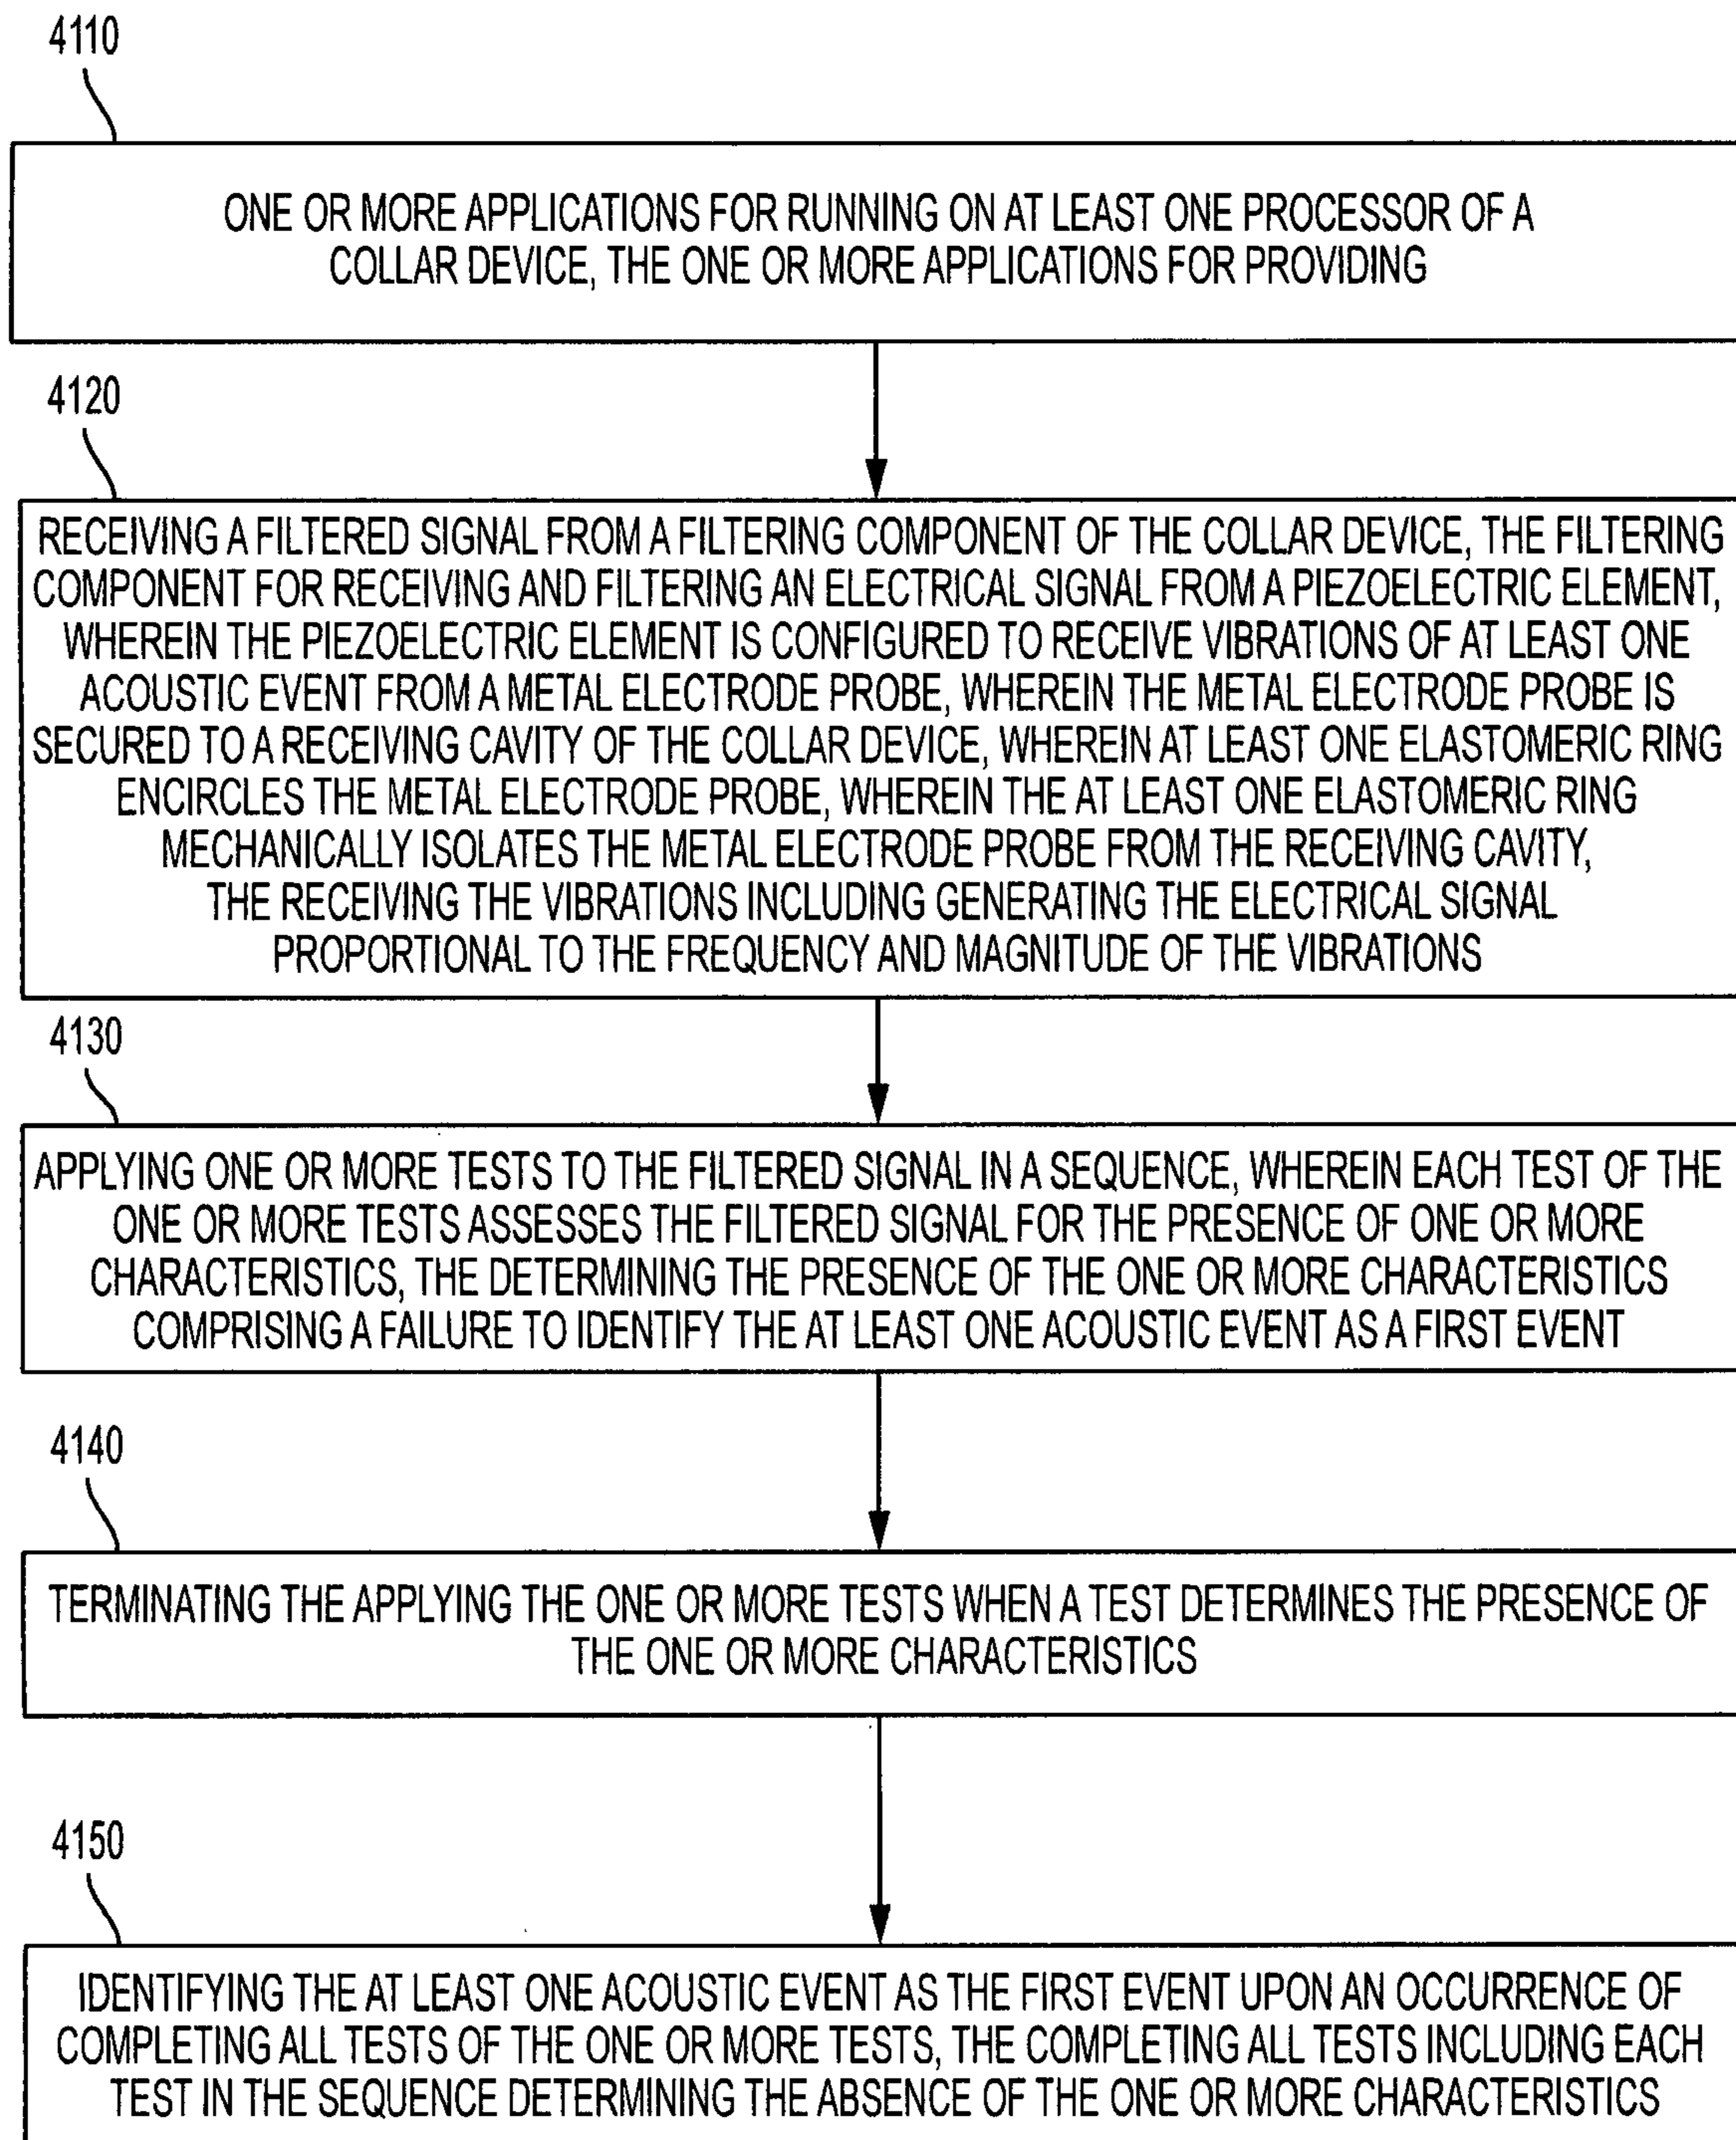 4110
ONE OR MORE APPLICATIONS FOR RUNNING ON AT LEAST ONE PROCESSOR OF A
COLLAR DEVICE, THE ONE OR MORE APPLICATIONS FOR PROVIDING
4120
RECEIVING A FILTERED SIGNAL FROM A FILTERING COMPONENT OF THE COLLAR DEVICE, THE FILTERING
COMPONENT FOR RECEIVING AND FILTERING AN ELECTRICAL SIGNAL FROM A PIEZOELECTRIC ELEMENT,
WHEREIN THE PIEZOELECTRIC ELEMENT IS CONFIGURED TO RECEIVE VIBRATIONS OF AT LEAST ONE
ACOUSTIC EVENT FROM A METAL ELECTRODE PROBE, WHEREIN THE METAL ELECTRODE PROBE IS
SECURED TO A RECEIVING CAVITY OF THE COLLAR DEVICE, WHEREIN AT LEAST ONE ELASTOMERIC RING
ENCIRCLES THE METAL ELECTRODE PROBE, WHEREIN THE AT LEAST ONE ELASTOMERIC RING
MECHANICALLY ISOLATES THE METAL ELECTRODE PROBE FROM THE RECEIVING CAVITY,
THE RECEIVING THE VIBRATIONS INCLUDING GENERATING THE ELECTRICAL SIGNAL
PROPORTIONAL TO THE FREQUENCY AND MAGNITUDE OF THE VIBRATIONS
4130
APPLYING ONE OR MORE TESTS TO THE FILTERED SIGNAL IN A SEQUENCE, WHEREIN EACH TEST OF THE
ONE OR MORE TESTS ASSESSES THE FILTERED SIGNAL FOR THE PRESENCE OF ONE OR MORE
CHARACTERISTICS, THE DETERMINING THE PRESENCE OF THE ONE OR MORE CHARACTERISTICS
COMPRISING A FAILURE TO IDENTIFY THE AT LEAST ONE ACOUSTIC EVENT AS A FIRST EVENT
4140
TERMINATING THE APPLYING THE ONE OR MORE TESTS WHEN A TEST DETERMINES THE PRESENCE OF
THE ONE OR MORE CHARACTERISTICS
4150
IDENTIFYING THE AT LEAST ONE ACOUSTIC EVENT AS THE FIRST EVENT UPON AN OCCURRENCE OF
COMPLETING ALL TESTS OF THE ONE OR MORE TESTS, THE COMPLETING ALL TESTS INCLUDING EACH
TEST IN THE SEQUENCE DETERMINING THE ABSENCE OF THE ONE OR MORE CHARACTERISTICS